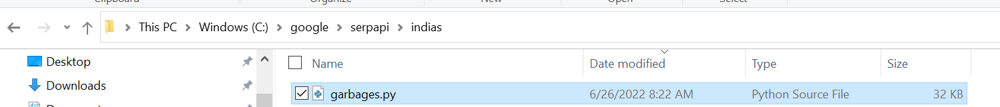 Clipboard Organize New Open Select
This PC > Windows (C:) > google > serpapi > indias
Desktop
Downloads
Name Date modified Type Size
garbages.py 6/26/2022 8:22 AM Python Source File 32 KB